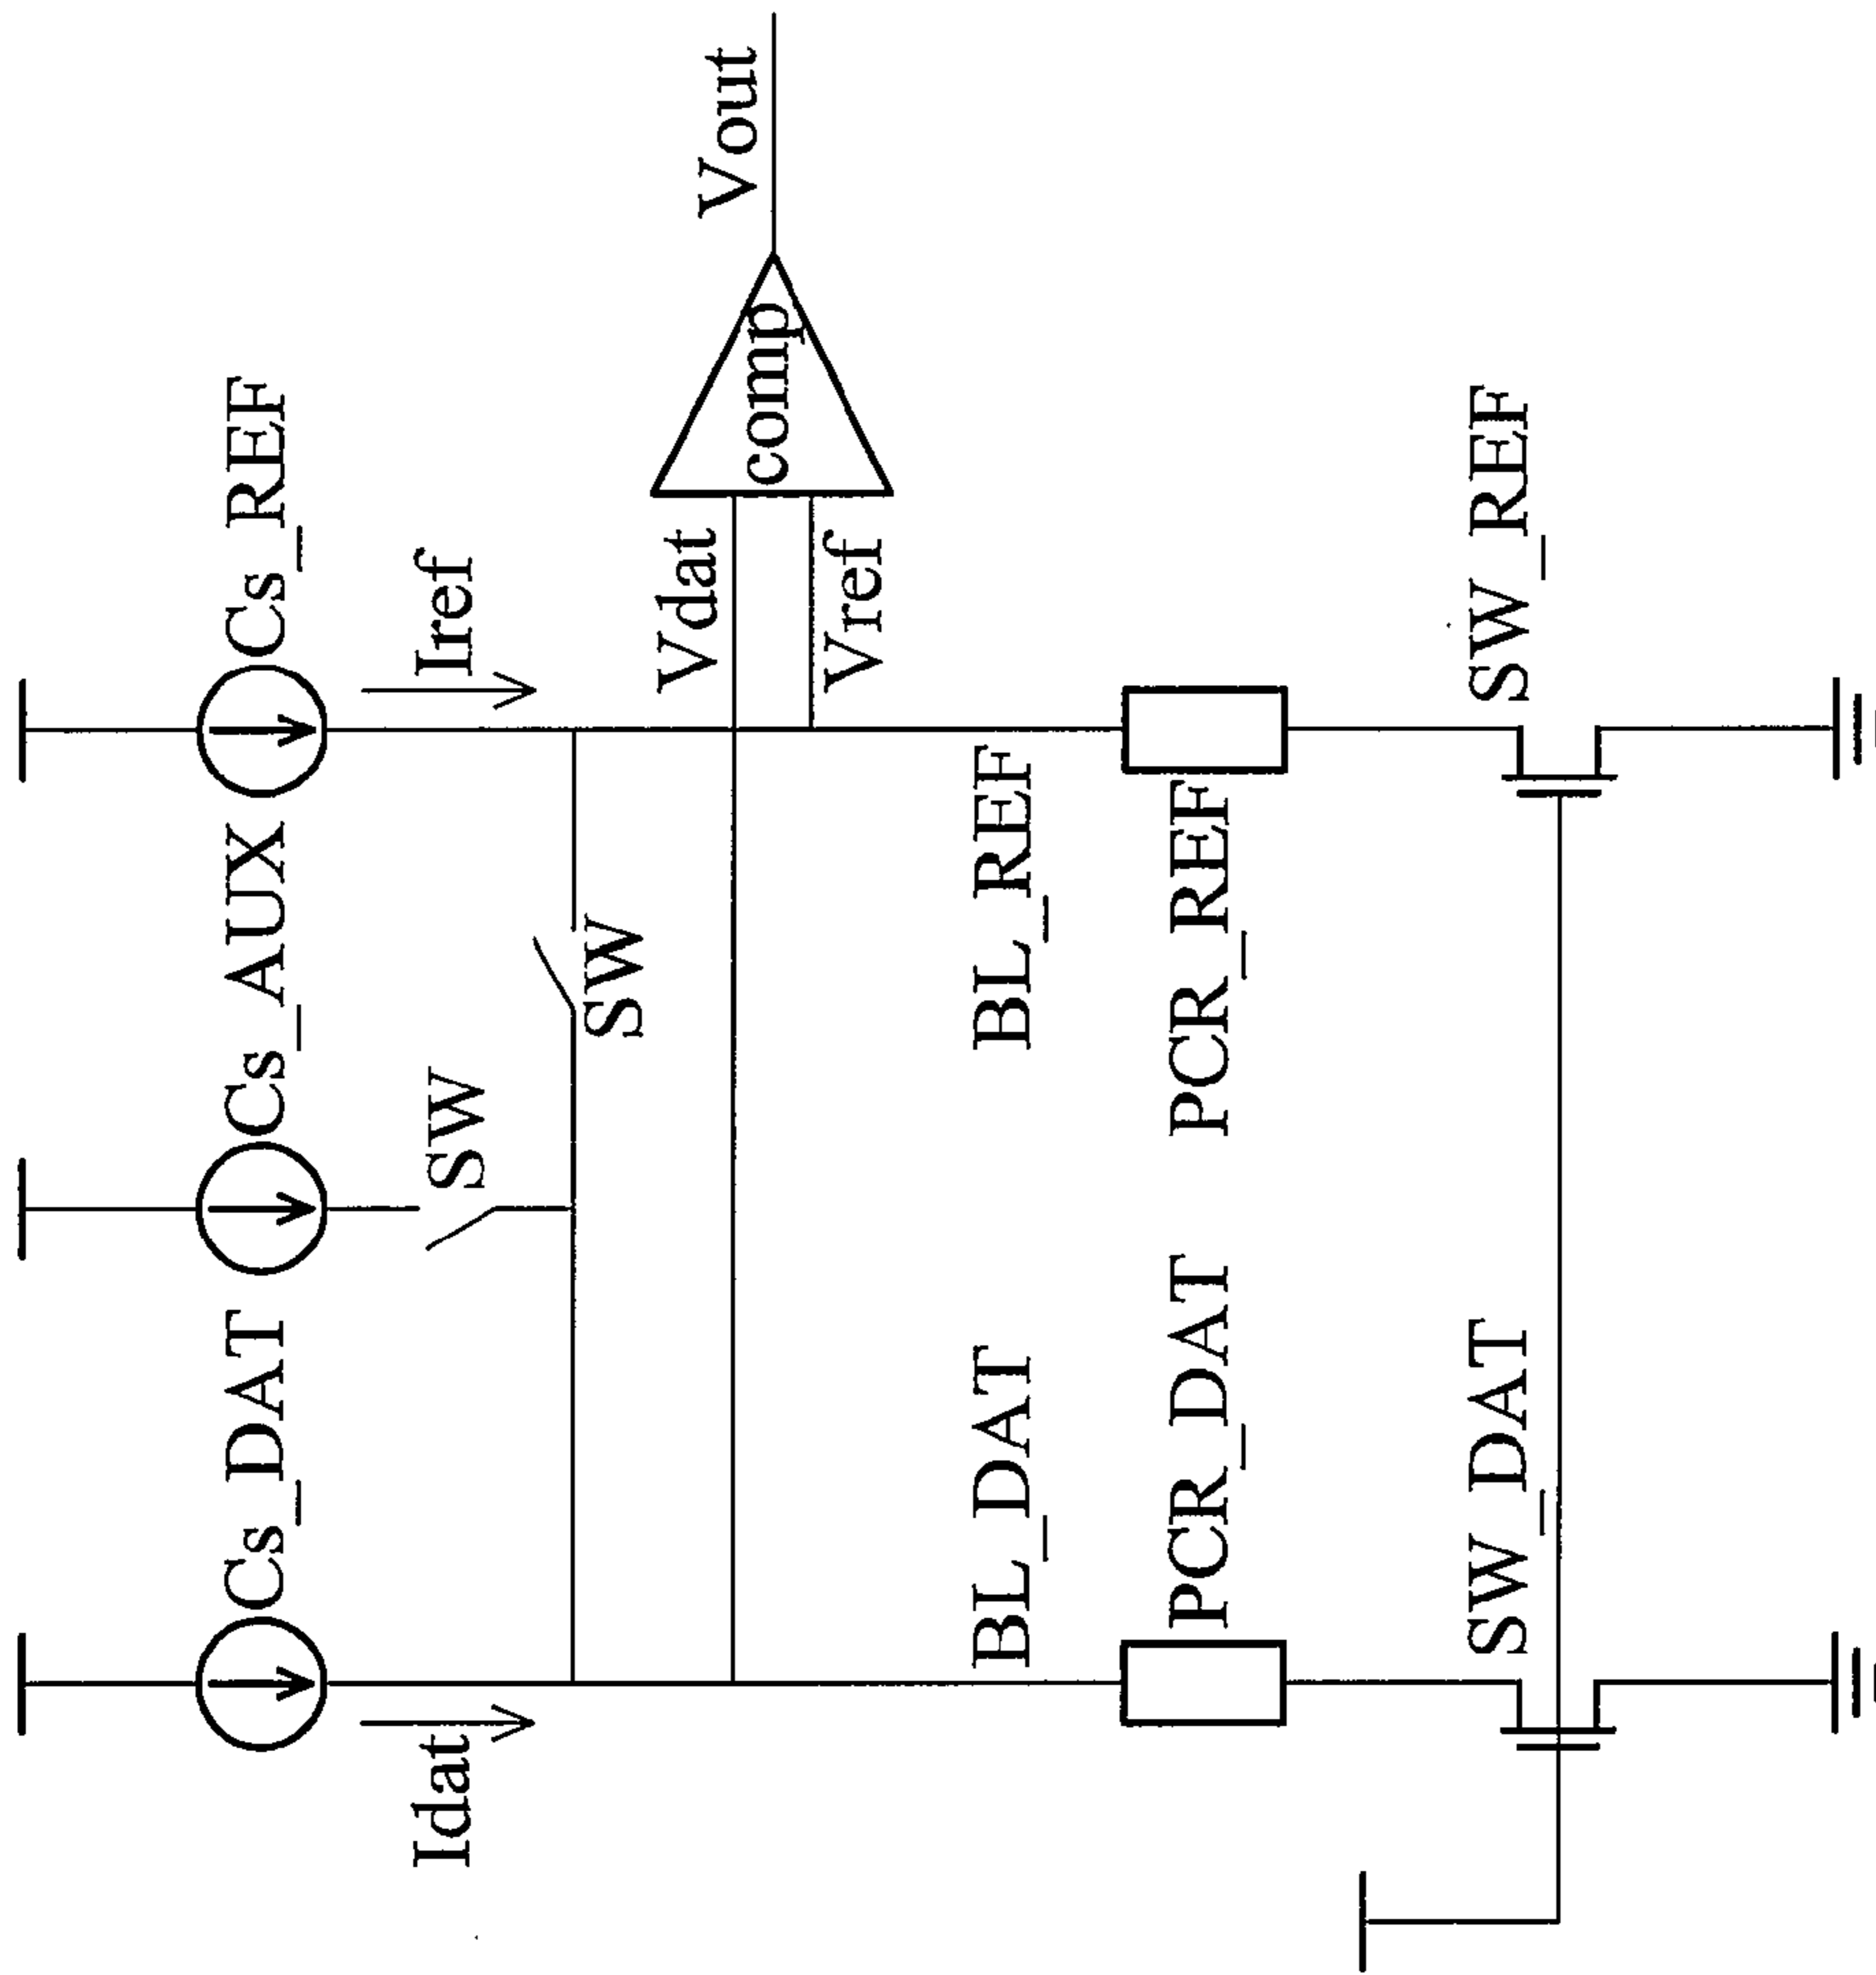 Cs_DAT
Cs_AUX
Cs_REF
Idat
SW
Iref
SW
Vdat
Vout
comp
Vref
BL_DAT
BL_REF
PCR_DAT
PCR_REF
SW_DAT
SW_REF